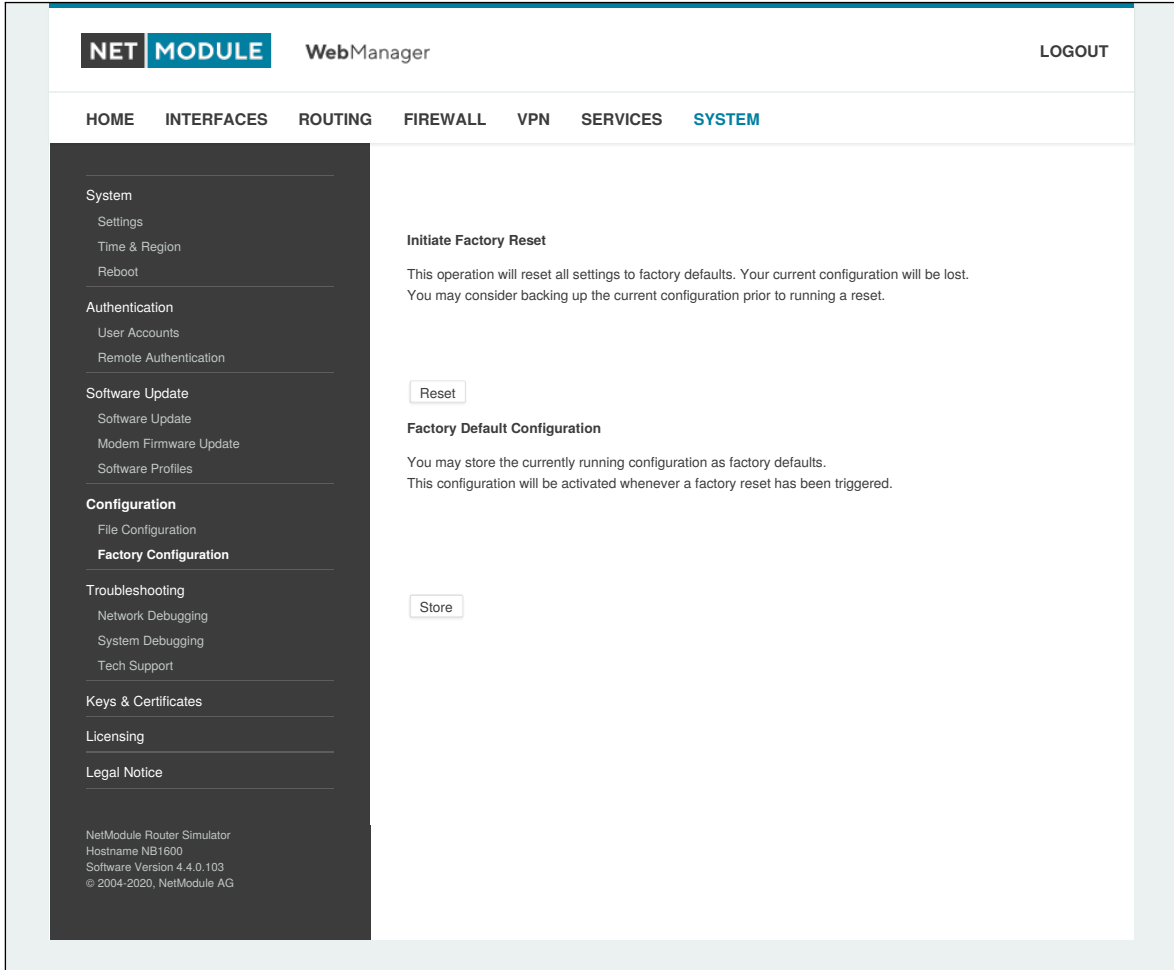 NET MODULE WebManager LOGOUT
HOME INTERFACES ROUTING FIREWALL VPN SERVICES SYSTEM
System
Settings
Time & Region
Reboot
Authentication
User Accounts
Remote Authentication
Software Update
Software Update
Modem Firmware Update
Software Profiles
Configuration
File Configuration
Factory Configuration
Troubleshooting
Network Debugging
System Debugging
Tech Support
Keys & Certificates
Licensing
Legal Notice
NetModule Router Simulator
Hostname NB1600
Software Version 4.4.0.103
© 2004-2020, NetModule AG
Initiate Factory Reset
This operation will reset all settings to factory defaults. Your current configuration will be lost.
You may consider backing up the current configuration prior to running a reset.
Reset
Factory Default Configuration
You may store the currently running configuration as factory defaults.
This configuration will be activated whenever a factory reset has been triggered.
Store